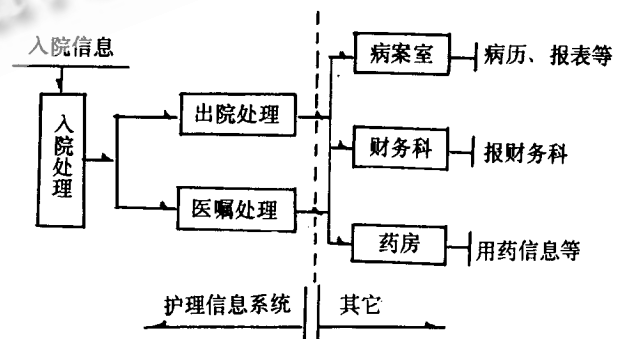 入院信息
入院处理
出院处理
医嘱处理
病案室
病历、报表等
财务科
报财务科
药房
用药信息等
护理信息系统
其它